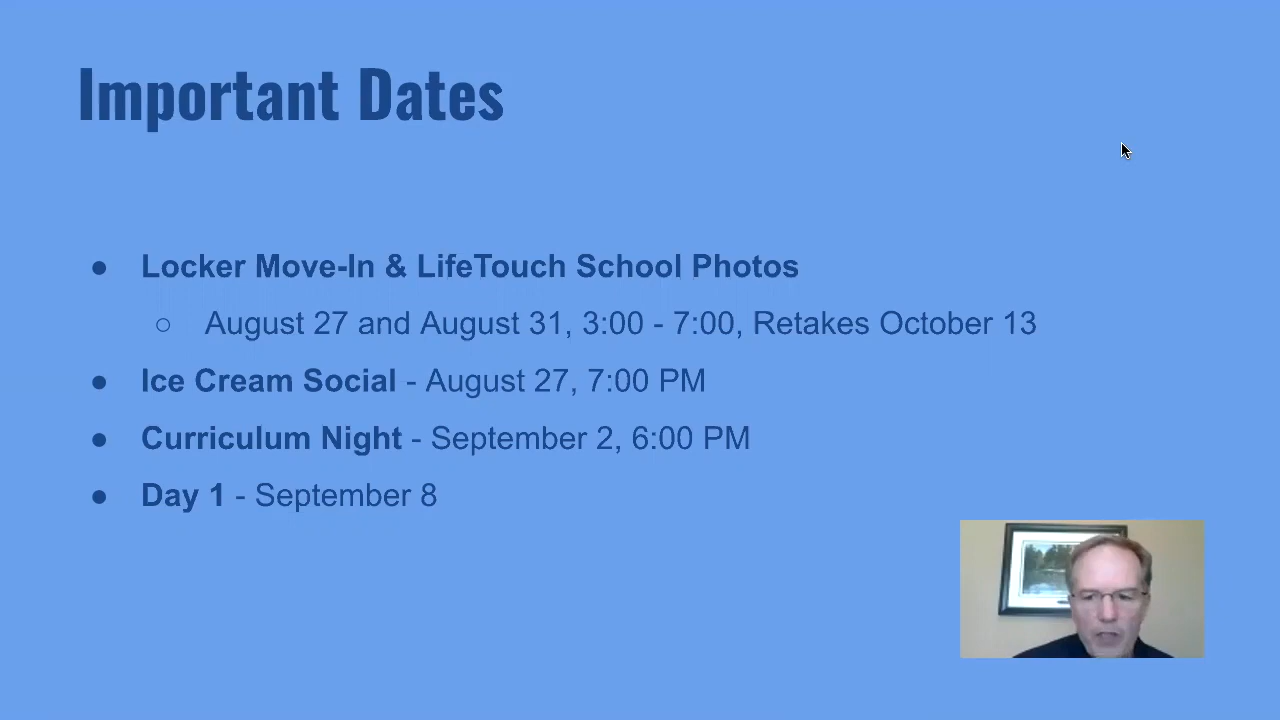 Important Dates
● Locker Move-In & LifeTouch School Photos
○ August 27 and August 31, 3:00 - 7:00, Retakes October 13
● Ice Cream Social - August 27, 7:00 PM
● Curriculum Night - September 2, 6:00 PM
● Day 1 - September 8